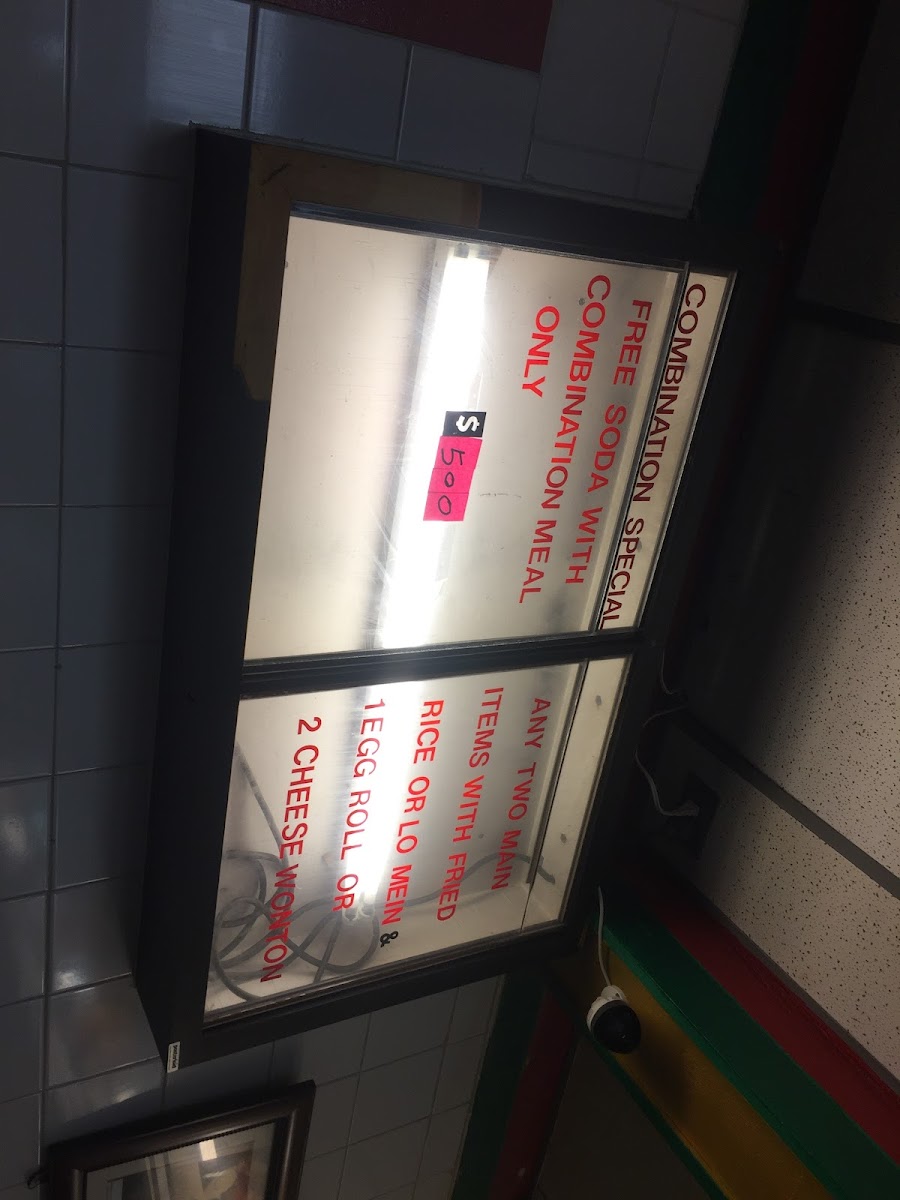 COMBINATION SPECIAL
FREE SODA WITH
COMBINATION MEAL
ONLY
$ 500
ANY TWO MAIN
ITEMS WITH FRIED
RICE OR LO MEIN &
1 EGG ROLL OR
2 CHEESE WONTON